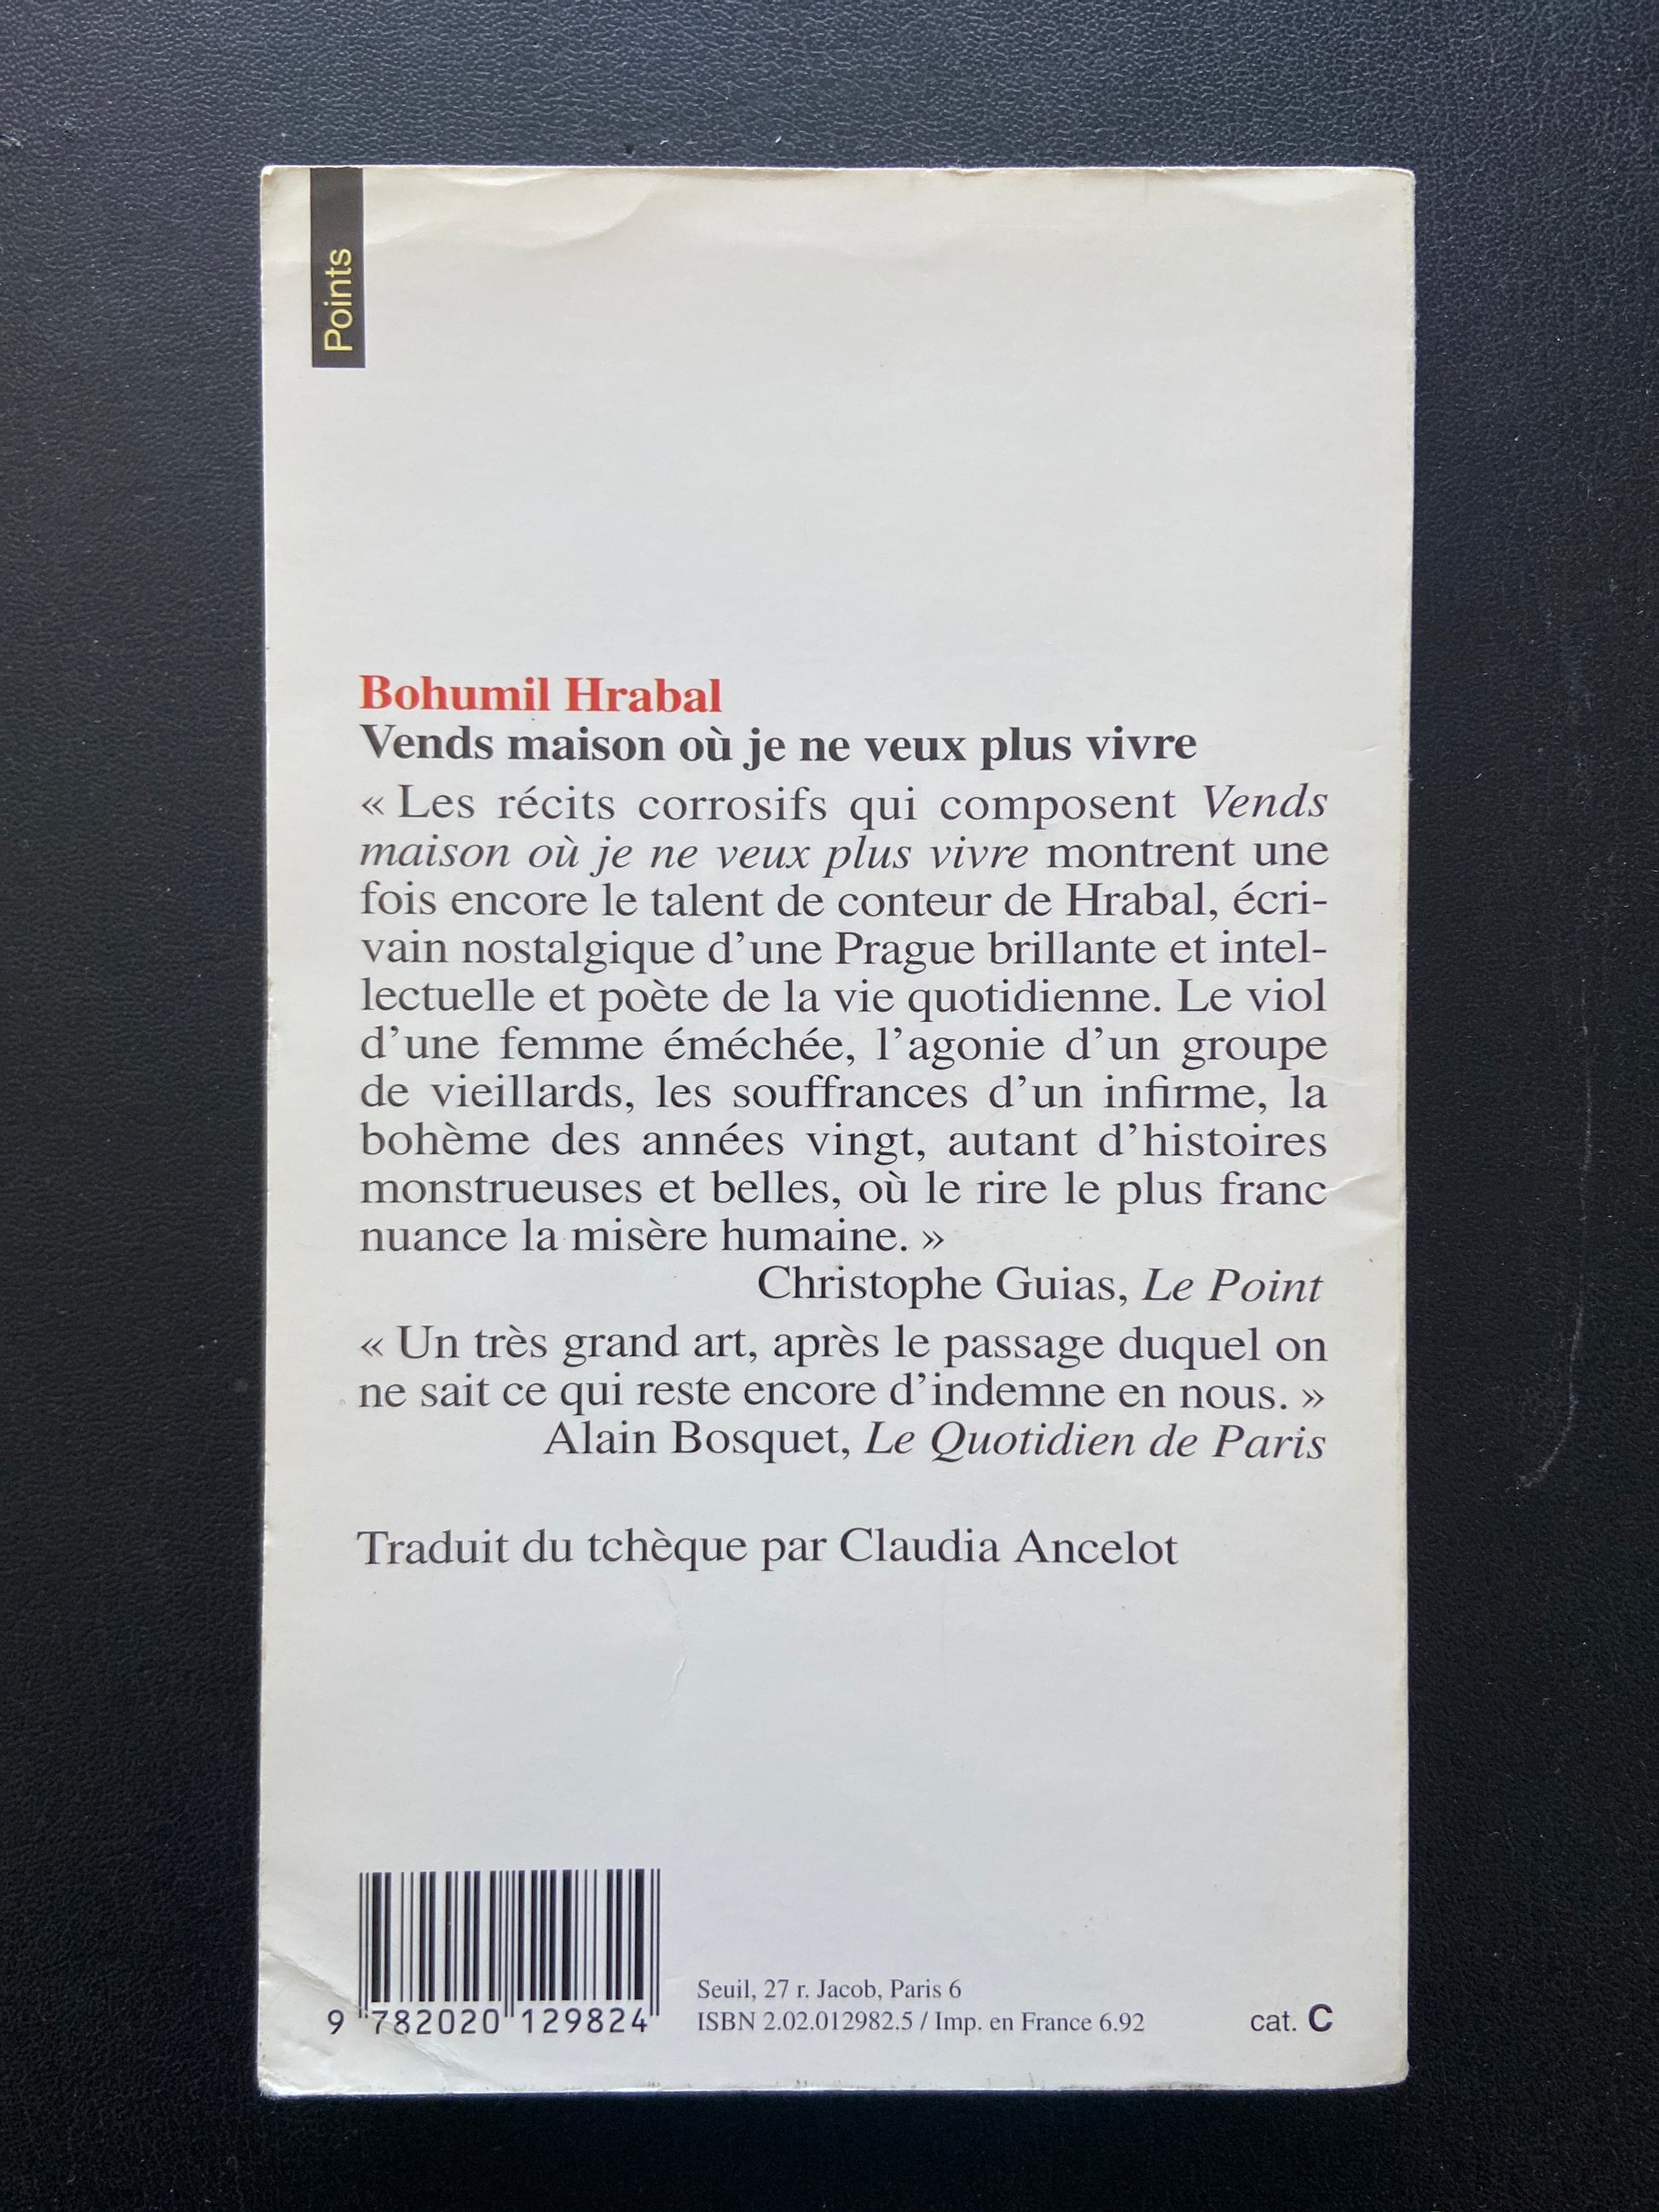 Points
Bohumil Hrabal
Vends maison où je ne veux plus vivre
« Les récits corrosifs qui composent Vends
maison où je ne veux plus vivre montrent une
fois encore le talent de conteur de Hrabal, écri-
vain nostalgique d’une Prague brillante et intel-
lectuelle et poète de la vie quotidienne. Le viol
d’une femme éméchée, l’agonie d’un groupe
de vieillards, les souffrances d’un infirme, la
bohème des années vingt, autant d’histoires
monstrueuses et belles, où le rire le plus franc
nuance la misère humaine. »
Christophe Guias, Le Point
« Un très grand art, après le passage duquel on
ne sait ce qui reste encore d’indemne en nous. »
Alain Bosquet, Le Quotidien de Paris
Traduit du tchèque par Claudia Ancelot
9 782020 129824
Seuil, 27 r. Jacob, Paris 6
ISBN 2.02.012982.5 / Imp. en France 6.92
cat. C